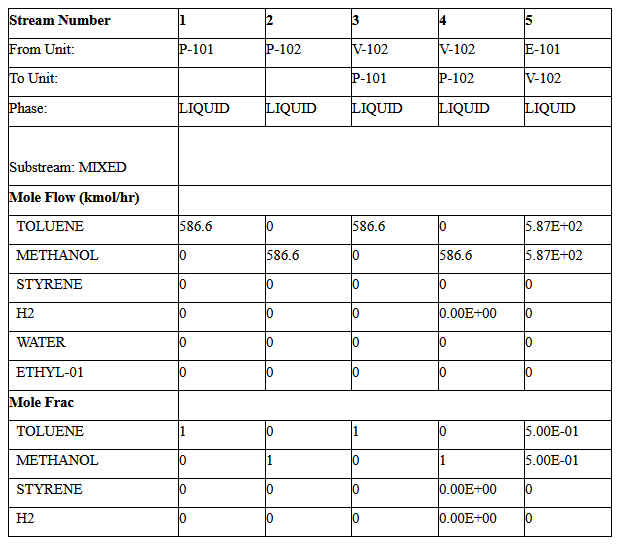 Stream Number 1 2 3 4 5
From Unit: P-101 P-102 V-102 V-102 E-101
To Unit: P-101 P-102 V-102
Phase: LIQUID LIQUID LIQUID LIQUID LIQUID
Substream: MIXED
Mole Flow (kmol/hr)
TOLUENE 586.6 0 586.6 0 5.87E+02
METHANOL 0 586.6 0 586.6 5.87E+02
STYRENE 0 0 0 0 0
H2 0 0 0 0.00E+00 0
WATER 0 0 0 0 0
ETHYL-01 0 0 0 0 0
Mole Frac
TOLUENE 1 0 1 0 5.00E-01
METHANOL 0 1 0 1 5.00E-01
STYRENE 0 0 0 0.00E+00 0
H2 0 0 0 0.00E+00 0